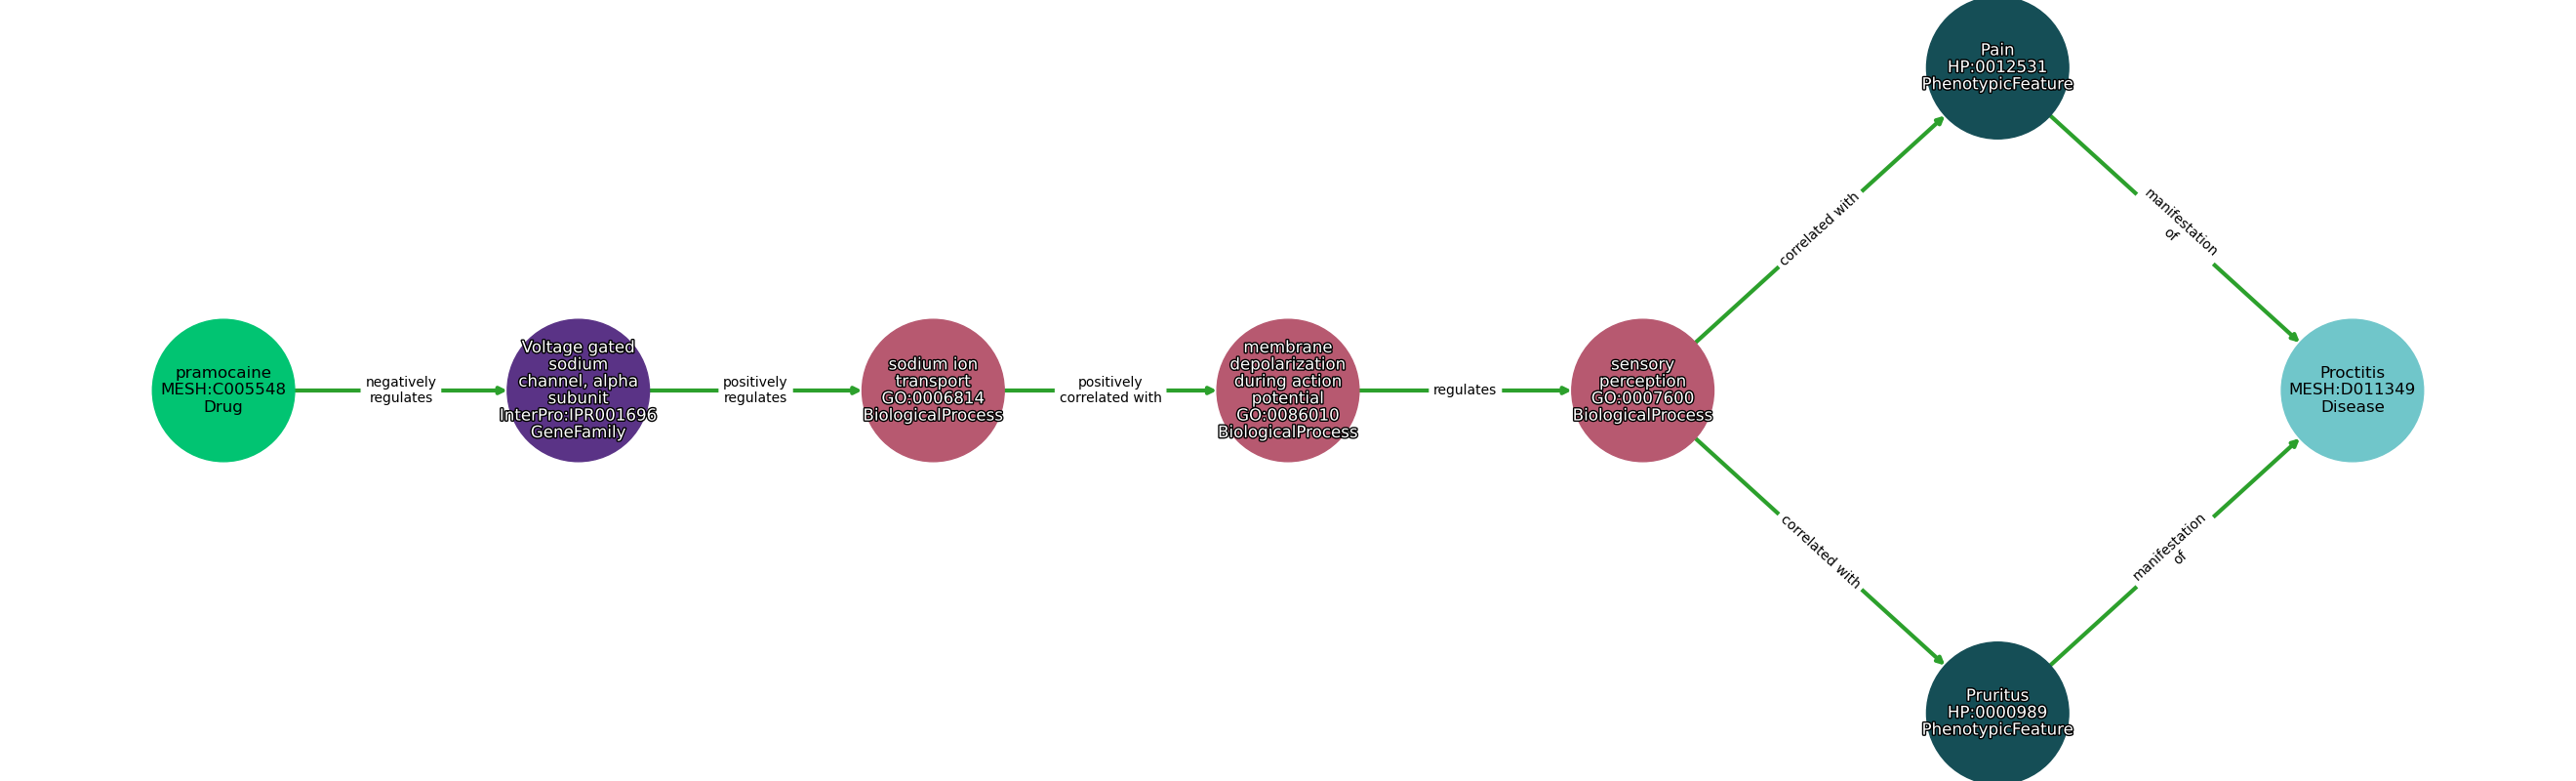 pramocaine
MESH:C005548
Drug
negatively
regulates
Voltage gated
sodium
channel, alpha
subunit
InterPro:IPR001696
GeneFamily
positively
regulates
sodium ion
transport
GO:0006814
BiologicalProcess
positively
correlated with
membrane
depolarization
during action
potential
GO:0086010
BiologicalProcess
regulates
sensory
perception
GO:0007600
BiologicalProcess
correlated with
Pain
HP:0012531
PhenotypicFeature
manifestation
of
correlated with
Pruritus
HP:0000989
PhenotypicFeature
manifestation
of
Proctitis
MESH:D011349
Disease